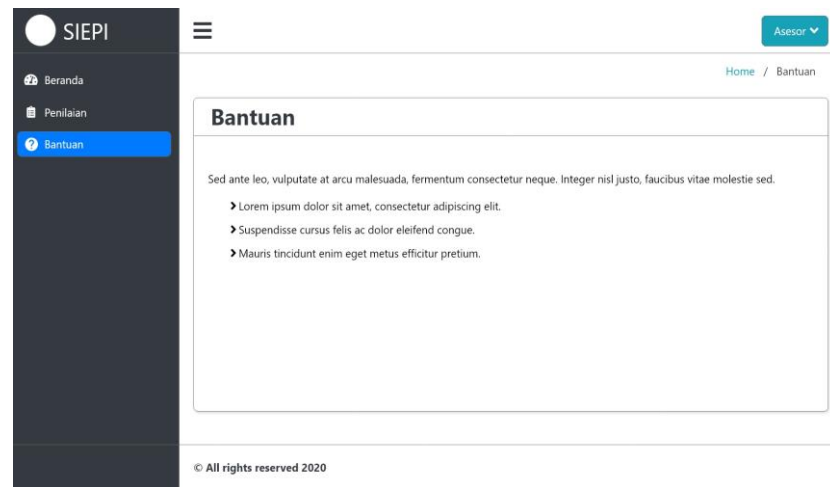 SIEPI
Asesor
Home / Bantuan
Beranda
Penilaian
Bantuan
Bantuan
Sed ante leo, vulputate at arcu malesuada, fermentum consectetur neque. Integer nisl justo, faucibus vitae molestie sed.
Lorem ipsum dolor sit amet, consectetur adipiscing elit.
Suspendisse cursus felis ac dolor eleifend congue.
Mauris tincidunt enim eget metus efficitur pretium.
© All rights reserved 2020